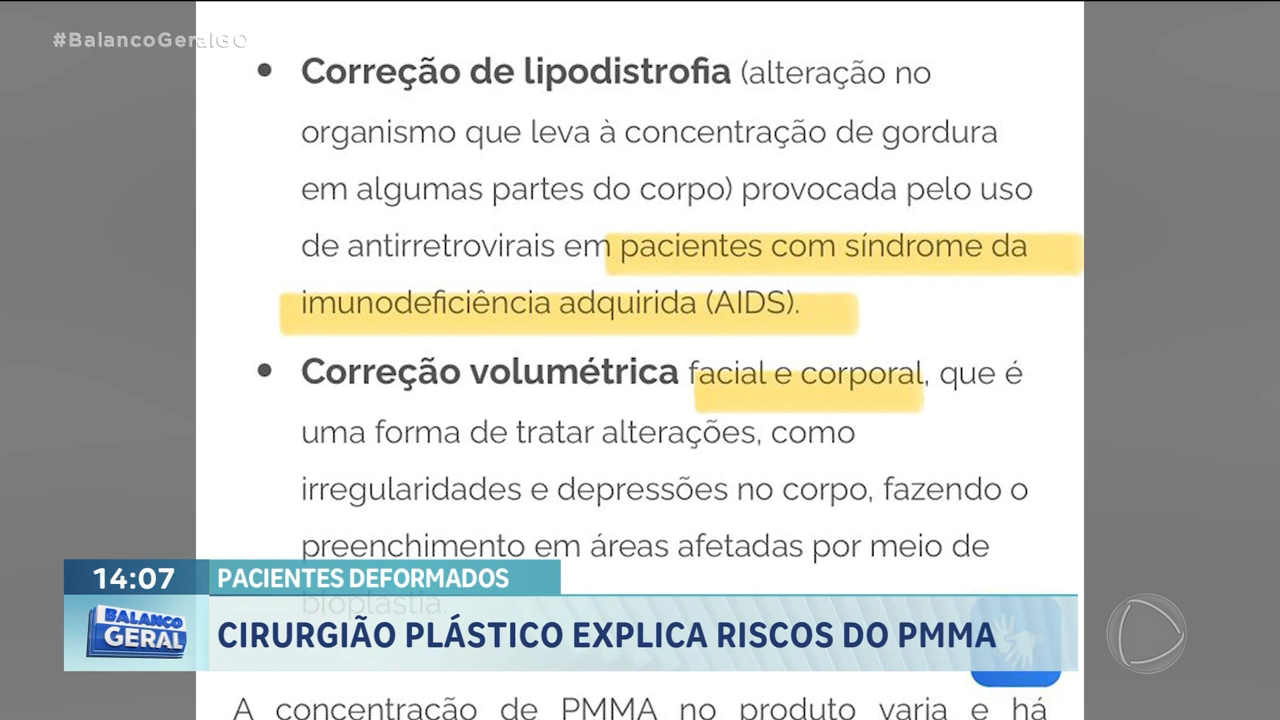 #BalancoGeralGO
• Correção de lipodistrofia (alteração no
organismo que leva à concentração de gordura
em algumas partes do corpo) provocada pelo uso
de antirretrovirais em pacientes com síndrome da
imunodeficiência adquirida (AIDS).
• Correção volumétrica facial e corporal, que é
uma forma de tratar alterações, como
irregularidades e depressões no corpo, fazendo o
preenchimento em áreas afetadas por meio de
bioplastia.
14:07 PACIENTES DEFORMADOS
BALANÇO
GERAL
CIRURGIÃO PLÁSTICO EXPLICA RISCOS DO PMMA
A concentração de PMMA no produto varia e há